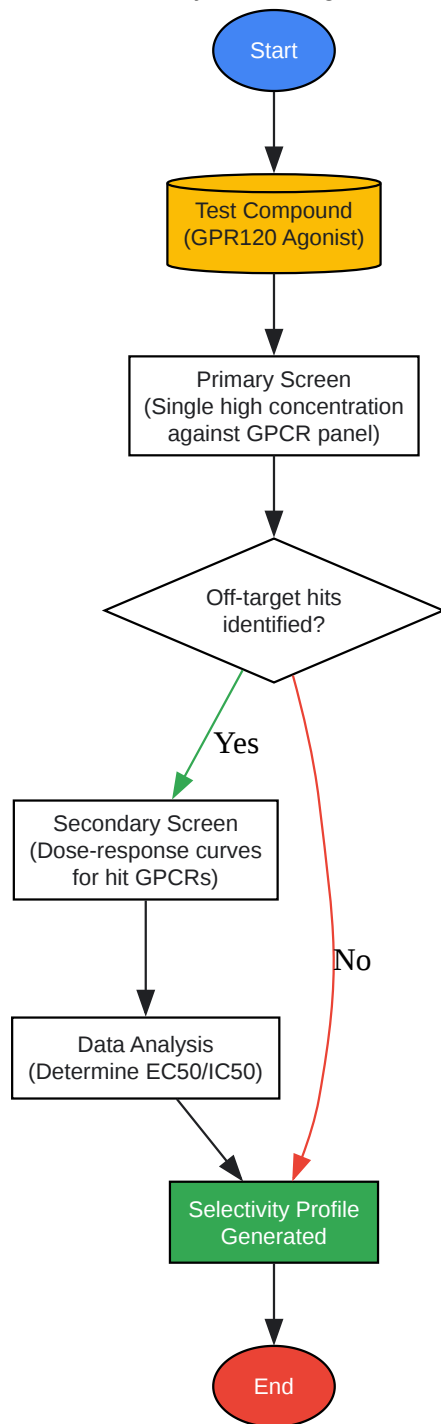 Start
Test Compound
(GPR120 Agonist)
Primary Screen
(Single high concentration
against GPCR panel)
Off-target hits
identified?
Yes
Secondary Screen
(Dose-response curves
for hit GPCRs)
No
Data Analysis
(Determine EC50/IC50)
Selectivity Profile
Generated
End